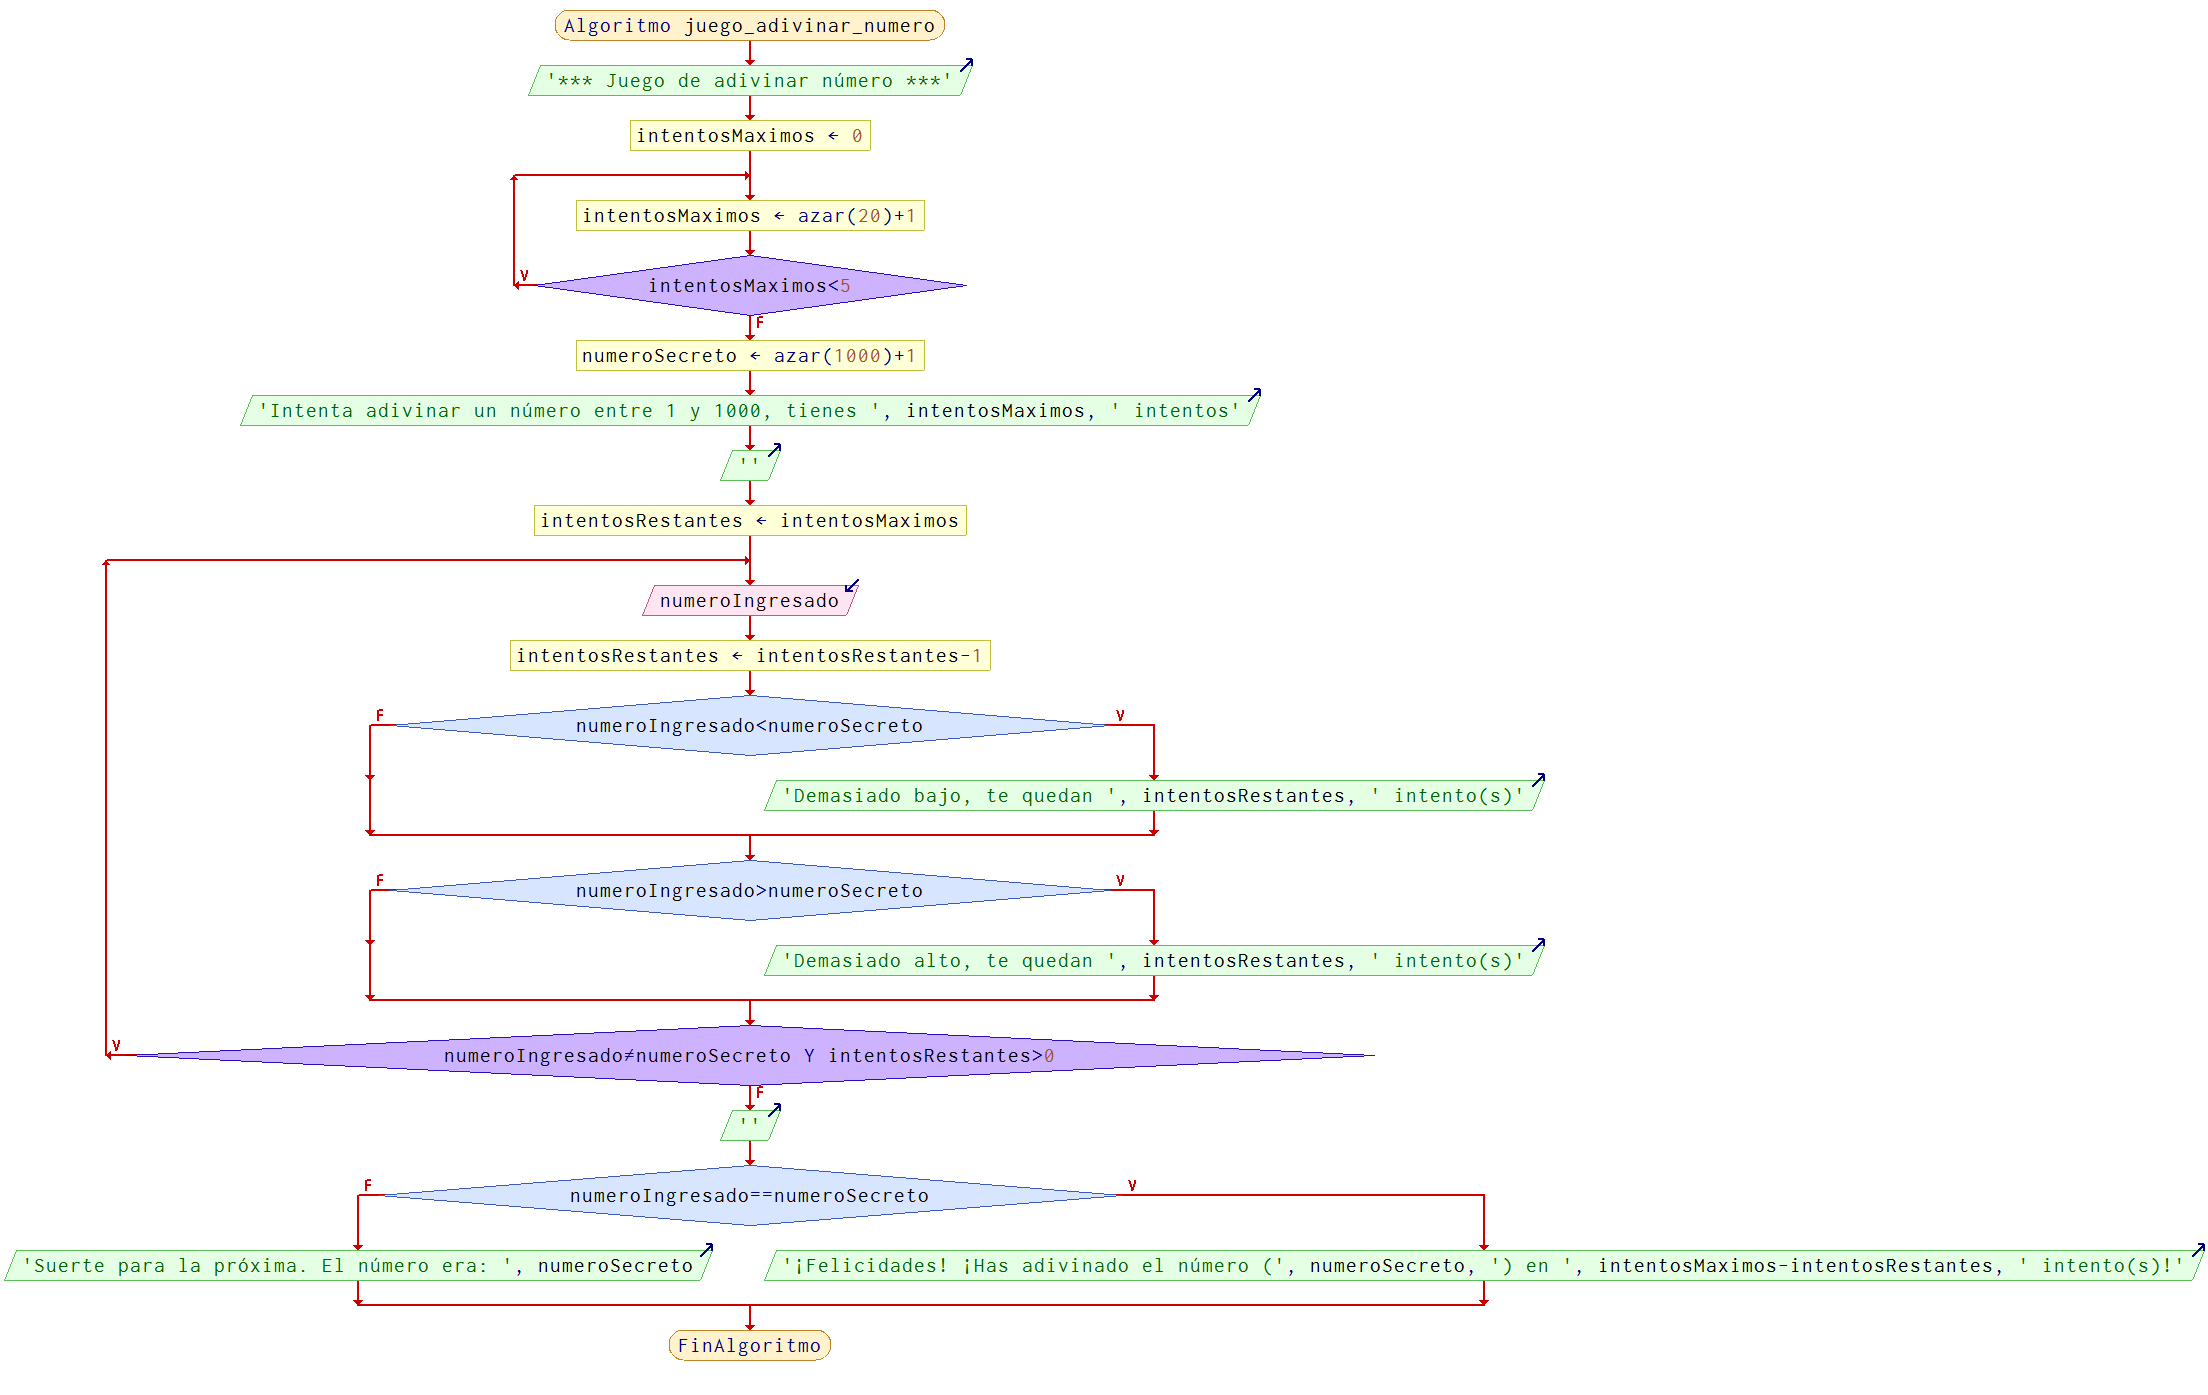 Algoritmo juego_adivinar_numero
'*** Juego de adivinar número ***'
intentosMaximos ← 0
intentosMaximos ← azar(20)+1
intentosMaximos<5
V
F
numeroSecreto ← azar(1000)+1
'Intenta adivinar un número entre 1 y 1000, tienes ', intentosMaximos, ' intentos'
''
intentosRestantes ← intentosMaximos
numeroIngresado
intentosRestantes ← intentosRestantes-1
F
V
numeroIngresado<numeroSecreto
'Demasiado bajo, te quedan ', intentosRestantes, ' intento(s)'
F
V
numeroIngresado>numeroSecreto
'Demasiado alto, te quedan ', intentosRestantes, ' intento(s)'
V
numeroIngresado≠numeroSecreto Y intentosRestantes>0
F
''
F
V
numeroIngresado==numeroSecreto
'Suerte para la próxima. El número era: ', numeroSecreto
'¡Felicidades! ¡Has adivinado el número (', numeroSecreto, ') en ', intentosMaximos-intentosRestantes, ' intento(s)!'
FinAlgoritmo